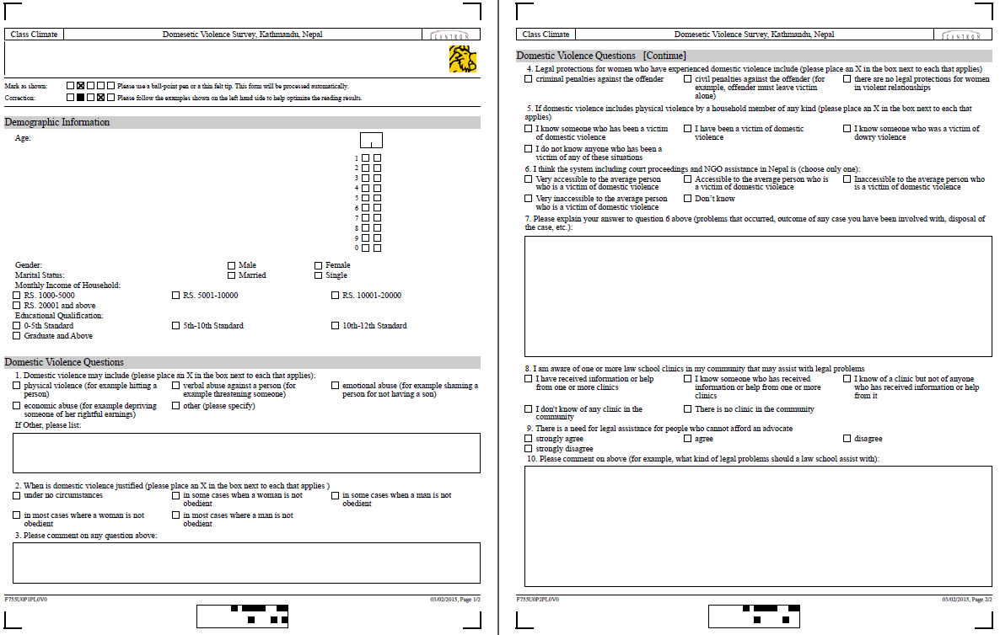 Class Climate Domesetic Violence Survey, Kathmandu, Nepal SCANTRON
Mark as shown: Please use a ball-point pen or a thin felt tip. This form will be processed automatically.
Correction: Please follow the examples shown on the left hand side to help optimize the reading results.
Demographic Information
Age:
1
2
3
4
5
6
7
8
9
0
Gender: Male Female
Marital Status: Married Single
Monthly Income of Household:
RS. 1000-5000 RS. 5001-10000 RS. 10001-20000
RS. 20001 and above
Educational Qualification:
0-5th Standard 5th-10th Standard 10th-12th Standard
Graduate and Above
Domestic Violence Questions
1. Domestic violence may include (please place an X in the box next to each that applies):
physical violence (for example hitting a person) verbal abuse against a person (for example threatening someone) emotional abuse (for example shaming a person for not having a son)
economic abuse (for example depriving someone of her rightful earnings) other (please specify)
If Other, please list:
2. When is domestic violence justified (please place an X in the box next to each that applies )
under no circumstances in some cases when a woman is not obedient in some cases when a man is not obedient
in most cases where a woman is not obedient in most cases where a man is not obedient
3. Please comment on any question above:
F755U0P1PL0V0 03/02/2015, Page 1/2
Class Climate Domesetic Violence Survey, Kathmandu, Nepal SCANTRON
Domestic Violence Questions [Continue]
4. Legal protections for women who have experienced domestic violence include (please place an X in the box next to each that applies)
criminal penalties against the offender civil penalties against the offender (for example, offender must leave victim alone) there are no legal protections for women in violent relationships
5. If domestic violence includes physical violence by a household member of any kind (please place an X in the box next to each that
applies)
I know someone who has been a victim of domestic violence I have been a victim of domestic violence I know someone who was a victim of dowry violence
I do not know anyone who has been a victim of any of these situations
6. I think the system including court proceedings and NGO assistance in Nepal is (choose only one):
Very accessible to the average person who is a victim of domestic violence Accessible to the average person who is a victim of domestic violence Inaccessible to the average person who is a victim of domestic violence
Very inaccessible to the average person who is a victim of domestic violence Don't know
7. Please explain your answer to question 6 above (problems that occurred, outcome of any case you have been involved with, disposal of
the case, etc.):
8. I am aware of one or more law school clinics in my community that may assist with legal problems
I have received information or help from one or more clinics I know someone who has received information or help from one or more clinics I know of a clinic but not of anyone who has received information or help from it
I don't know of any clinic in the community There is no clinic in the community
9. There is a need for legal assistance for people who cannot afford an advocate
strongly agree agree disagree
strongly disagree
10. Please comment on above (for example, what kind of legal problems should a law school assist with):
F755U0P2PL0V0 03/02/2015, Page 2/2